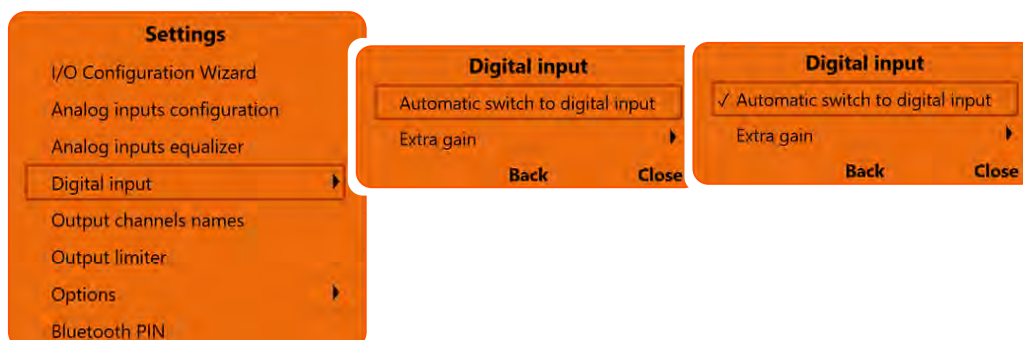 Settings
I/O Configuration Wizard
Analog inputs configuration
Analog inputs equalizer
Digital input
Output channels names
Output limiter
Options
Bluetooth PIN
Digital input
Automatic switch to digital input
Extra gain
Back Close
Digital input
✓ Automatic switch to digital input
Extra gain
Back Close